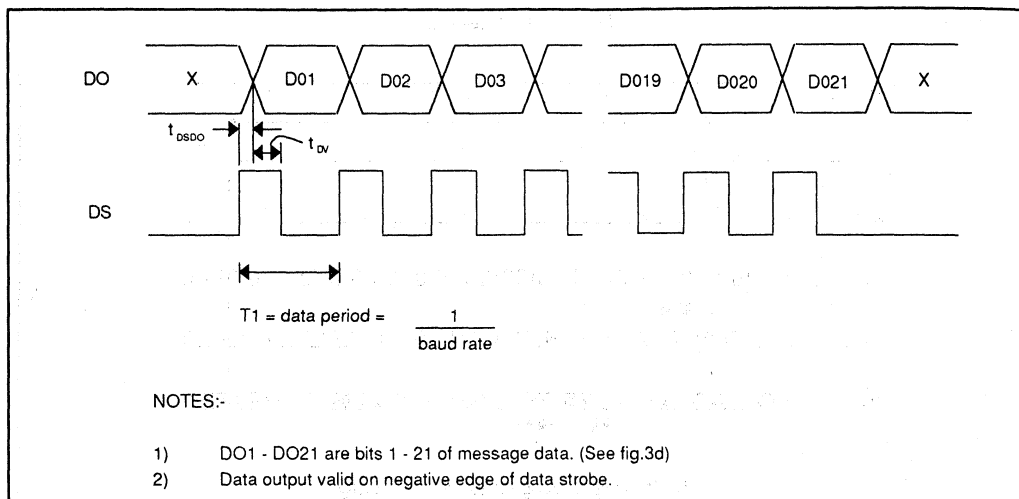 DO X D01 D02 D03 D019 D020 D021 X
tDSDO
tDV
DS
T1 = data period = 1
baud rate
NOTES:-
1) DO1 - DO21 are bits 1 - 21 of message data. (See fig.3d)
2) Data output valid on negative edge of data strobe.